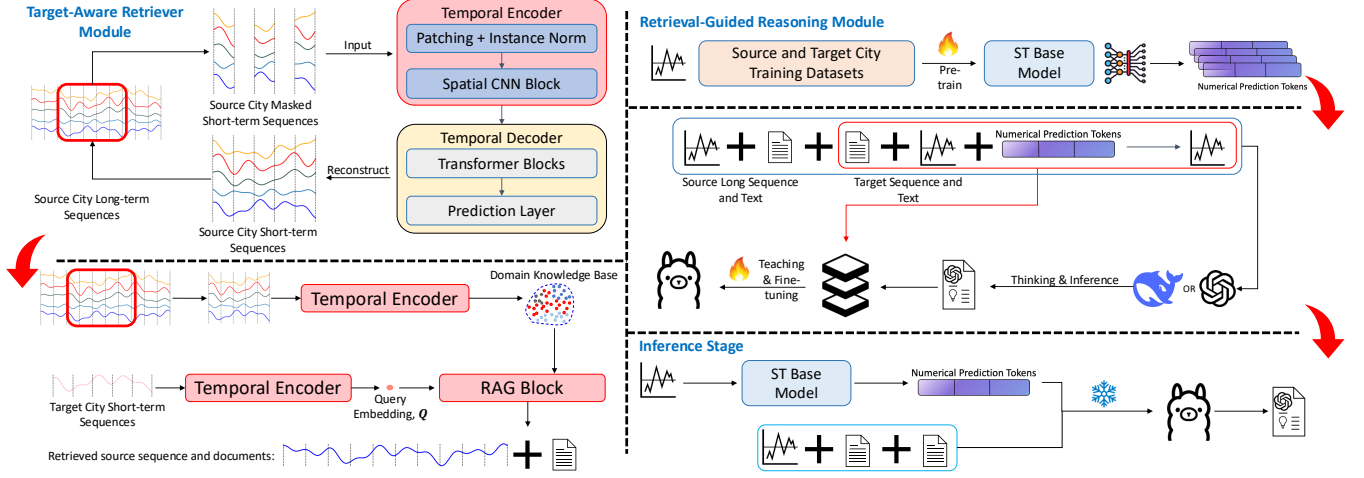 Target-Aware Retriever
Module
Source City Masked
Short-term Sequences
Input
Temporal Encoder
Patching + Instance Norm
Spatial CNN Block
Temporal Decoder
Transformer Blocks
Prediction Layer
Reconstruct
Source City Long-term
Sequences
Source City Short-term
Sequences
Temporal Encoder
Domain Knowledge Base
Target City Short-term
Sequences
Temporal Encoder
Query
Embedding, Q
RAG Block
Retrieved source sequence and documents:
Retrieval-Guided Reasoning Module
Source and Target City
Training Datasets
Pre-
train
ST Base
Model
Numerical Prediction Tokens
Numerical Prediction Tokens
Source Long Sequence
and Text
Target Sequence and
Text
Teaching
& Fine-
tuning
Thinking & Inference
OR
Inference Stage
ST Base
Model
Numerical Prediction Tokens